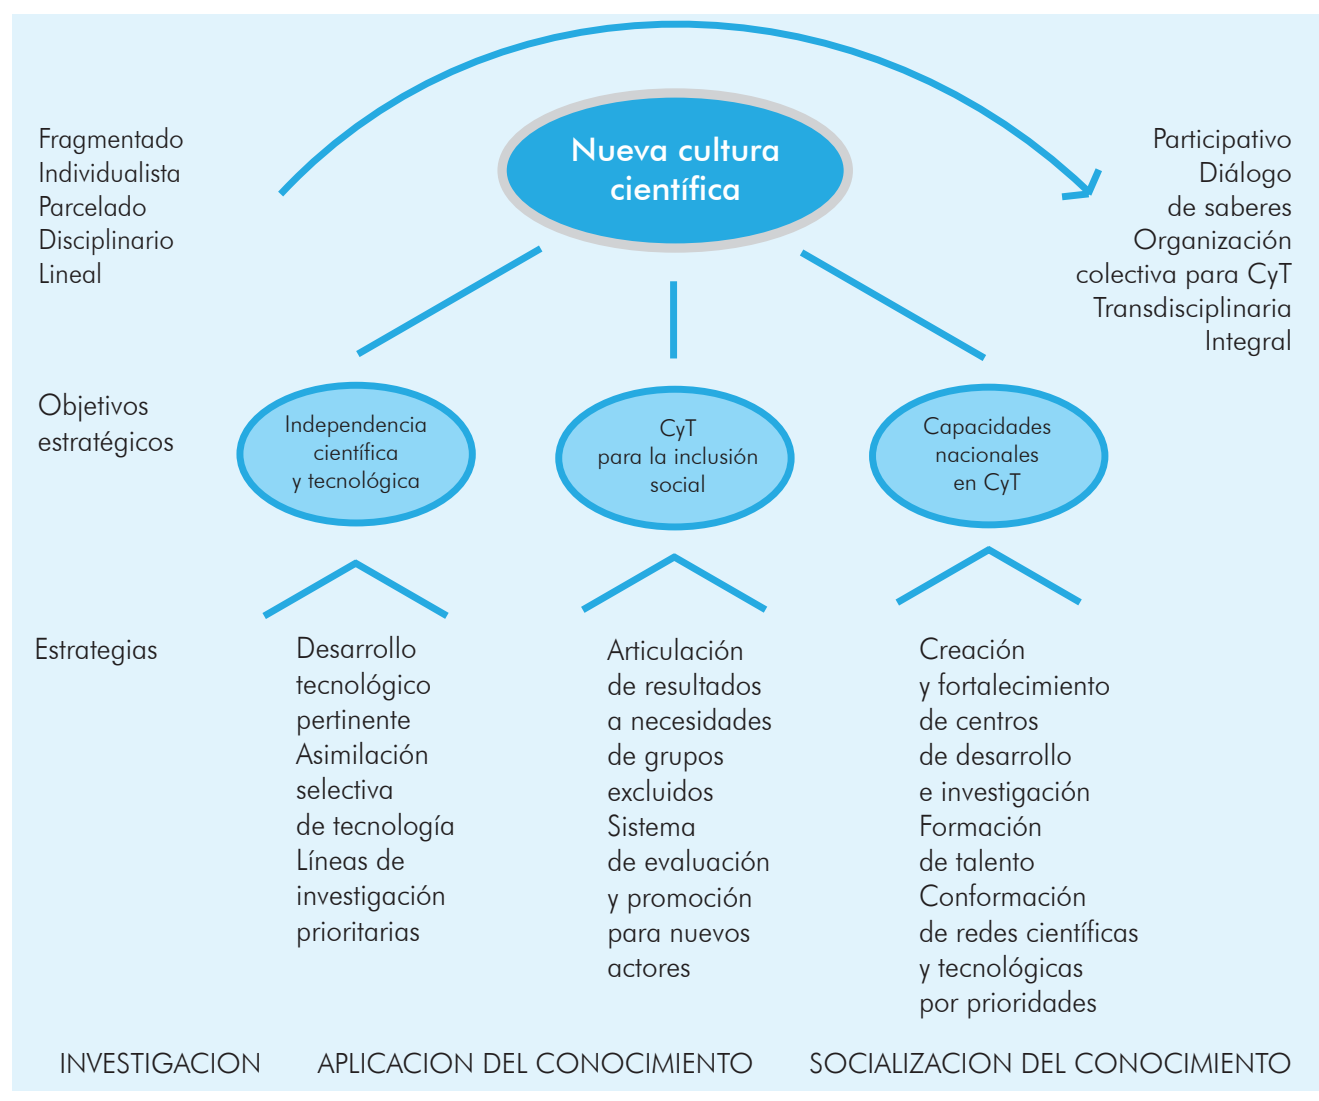 Nueva cultura
científica
Fragmentado
Individualista
Parcelado
Disciplinario
Lineal
Participativo
Diálogo
de saberes
Organización
colectiva para CyT
Transdisciplinaria
Integral
Objetivos
estratégicos
Independencia
científica
y tecnológica
CyT
para la inclusión
social
Capacidades
nacionales
en CyT
Estrategias
Desarrollo
tecnológico
pertinente
Asimilación
selectiva
de tecnología
Líneas de
investigación
prioritarias
Articulación
de resultados
a necesidades
de grupos
excluidos
Sistema
de evaluación
y promoción
para nuevos
actores
Creación
y fortalecimiento
de centros
de desarrollo
e investigación
Formación
de talento
Conformación
de redes científicas
y tecnológicas
por prioridades
INVESTIGACION
APLICACION DEL CONOCIMIENTO
SOCIALIZACION DEL CONOCIMIENTO